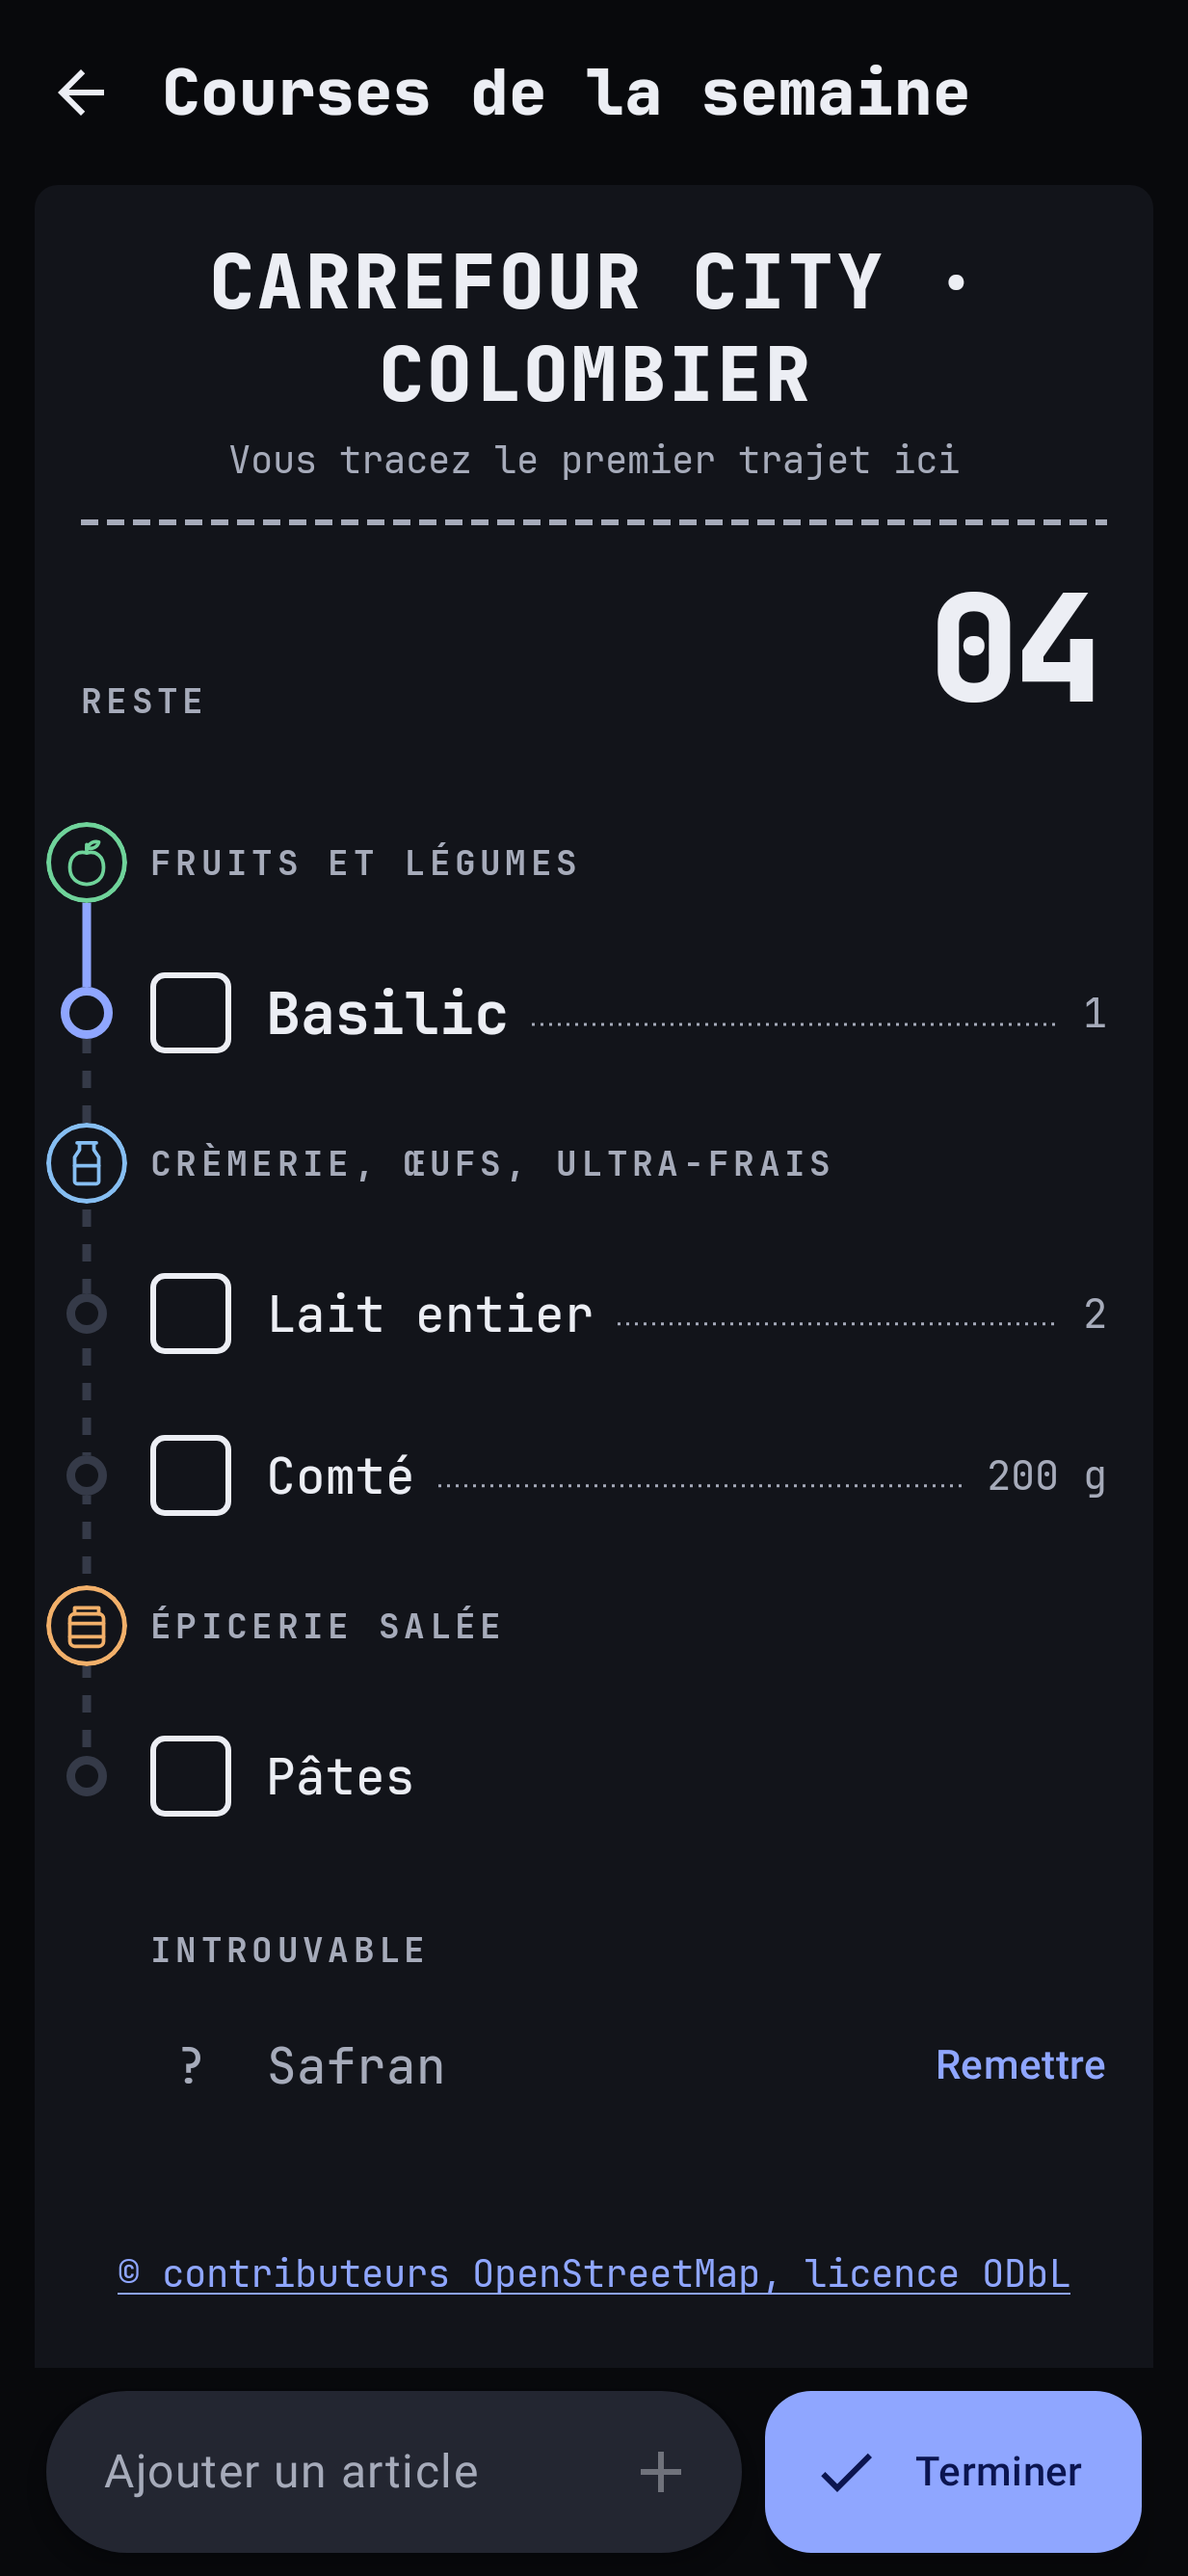 Courses de la semaine
CARREFOUR CITY ·
COLOMBIER
Vous tracez le premier trajet ici
04
RESTE
FRUITS ET LÉGUMES
Basilic 1
CRÈMERIE, ŒUFS, ULTRA-FRAIS
Lait entier 2
Comté 200 g
ÉPICERIE SALÉE
Pâtes
INTROUVABLE
? Safran Remettre
© contributeurs OpenStreetMap, licence ODbL
Ajouter un article + Terminer